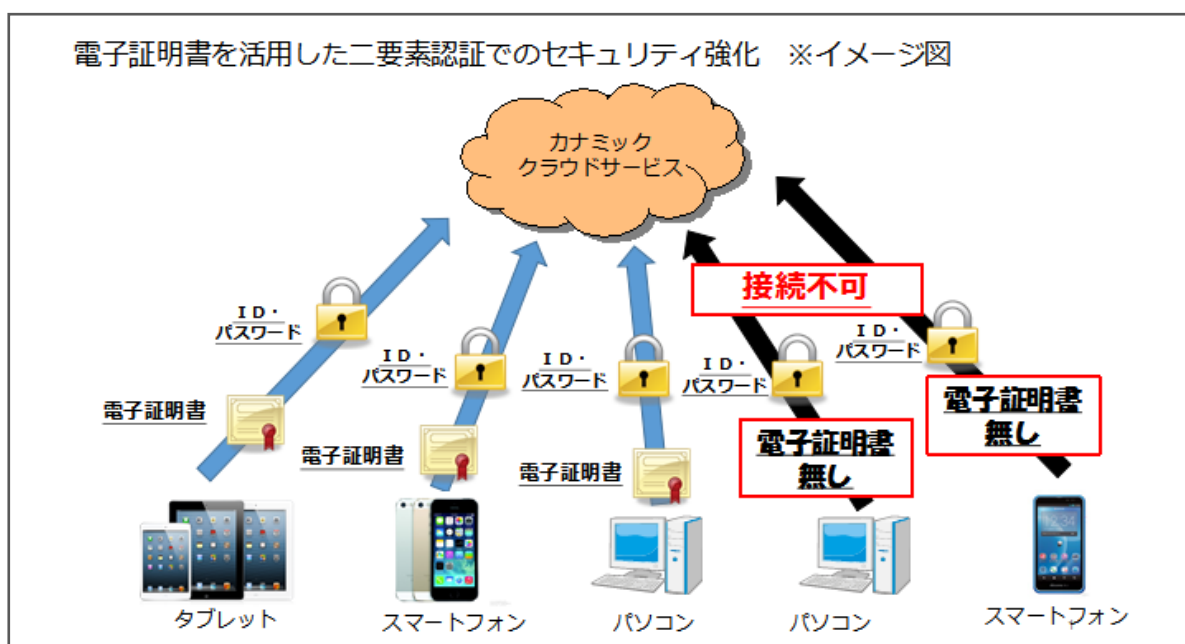 電子証明書を活用した二要素認証でのセキュリティ強化　※イメージ図
カナミック
クラウドサービス
接続不可
ＩＤ・
パスワード
ＩＤ・
パスワード
ＩＤ・
パスワード
ＩＤ・
パスワード
ＩＤ・
パスワード
電子証明書
電子証明書
電子証明書
電子証明書
無し
電子証明書
無し
タブレット
スマートフォン
パソコン
パソコン
スマートフォン